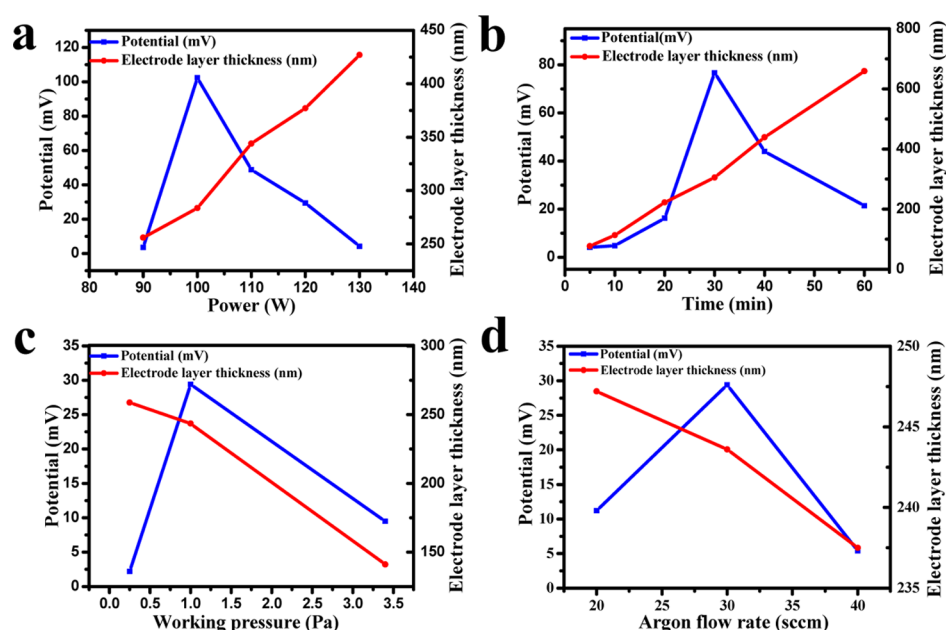 a
Potential (mV)
Electrode layer thickness (nm)
120
100
80
60
40
20
0
Potential (mV)
450
400
350
300
250
Electrode layer thickness (nm)
80 90 100 110 120 130 140
Power (W)
b
Potential(mV)
Electrode layer thickness (nm)
80
60
40
20
0
Potential (mV)
800
600
400
200
0
Electrode layer thickness (nm)
0 10 20 30 40 50 60
Time (min)
c
Potential (mV)
Electrode layer thickness (nm)
35
30
25
20
15
10
5
0
Potential (mV)
300
250
200
150
Electrode layer thickness (nm)
0.0 0.5 1.0 1.5 2.0 2.5 3.0 3.5
Working pressure (Pa)
d
Potential (mV)
Electrode layer thickness (nm)
35
30
25
20
15
10
5
0
Potential (mV)
250
245
240
235
Electrode layer thickness (nm)
20 25 30 35 40
Argon flow rate (sccm)